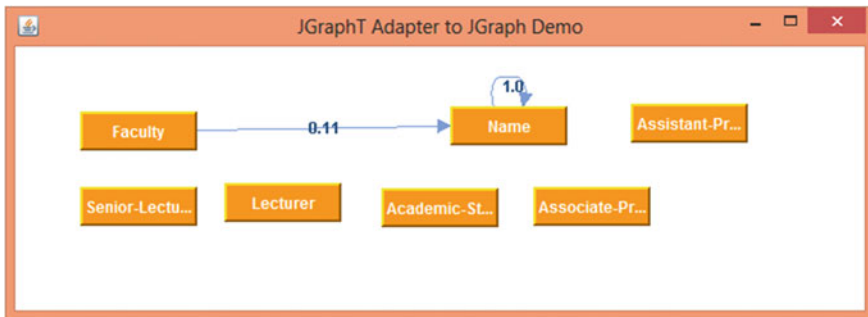 JGraphT Adapter to JGraph Demo
1.0
Faculty
0.11
Name
Assistant-Pr...
Senior-Lectu...
Lecturer
Academic-St...
Associate-Pr...